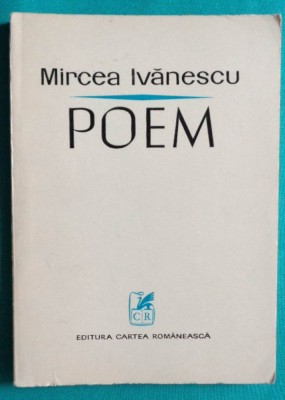 Mircea Ivănescu
POEM
CR
EDITURA CARTEA ROMÂNEASCĂ